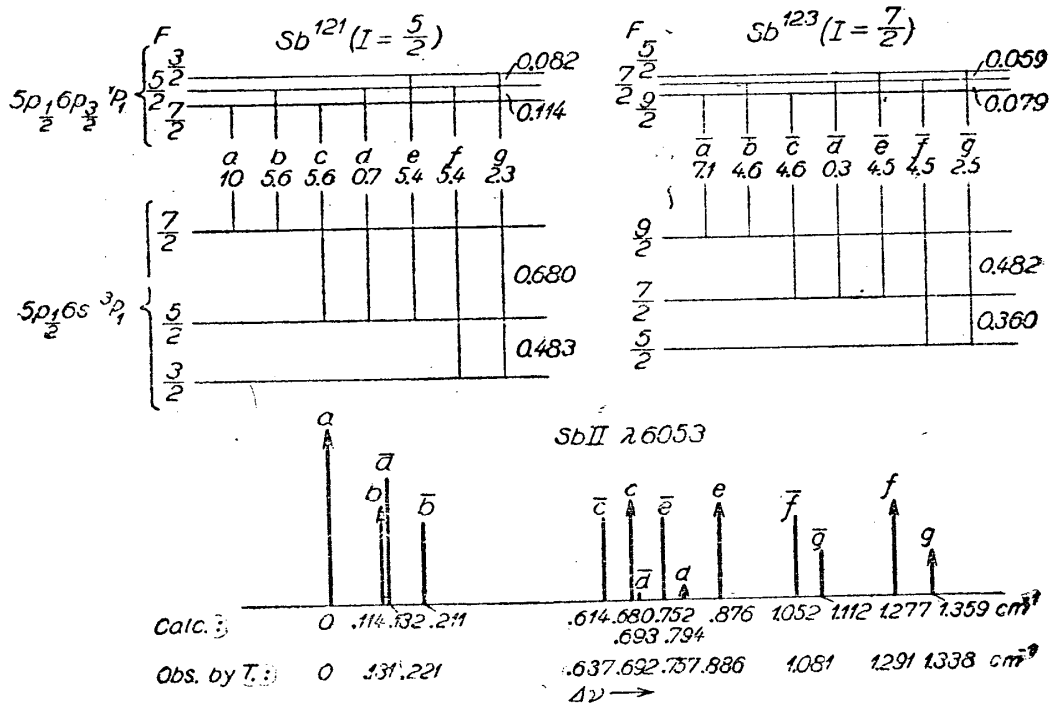 F Sb¹²¹ (I = 5/2)
3/2 0.082
5/2
5p½ 6p3/2 ¹P₁
7/2 0.114
a b c d e f g
10 5.6 5.6 0.7 5.4 5.4 2.3
7/2
0.680
5p½ 6s ³P₁
5/2
0.483
3/2
F Sb¹²³ (I = 7/2)
5/2 0.059
7/2
9/2 0.079
a̅ b̅ c̅ d̅ e̅ f̅ g̅
7.1 4.6 4.6 0.3 4.5 4.5 2.5
9/2
0.482
7/2
0.360
5/2
SbII λ6053
a b a̅ b̅ c̅ c d̅ e̅ d e f̅ g̅ f g
Calc.: 0 .114 .132 .211 .614 .680 .752 .876 1.052 1.112 1.277 1.359 cm⁻¹
.693 .794
Obs. by T.: 0 .131 .221 .637 .692 .757 .886 1.081 1.291 1.338 cm⁻¹
Δν →